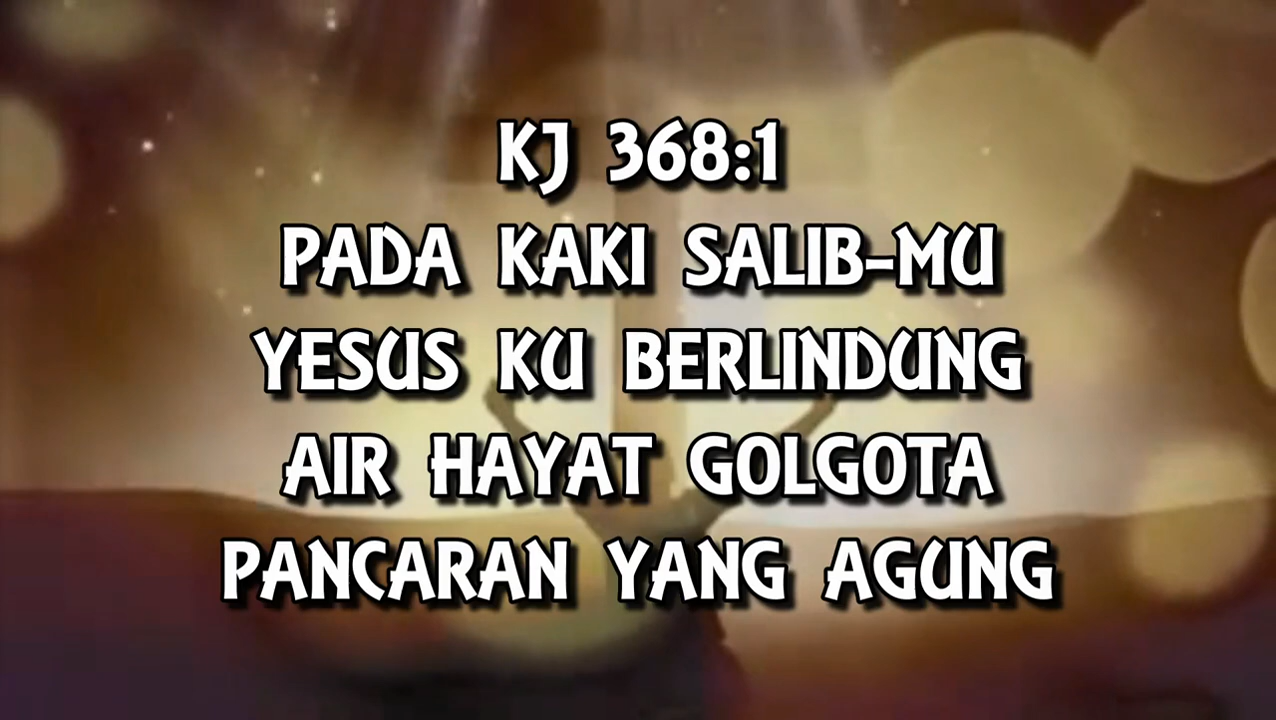 KJ 368:1
PADA KAKI SALIB-MU
YESUS KU BERLINDUNG
AIR HAYAT GOLGOTA
PANCARAN YANG AGUNG